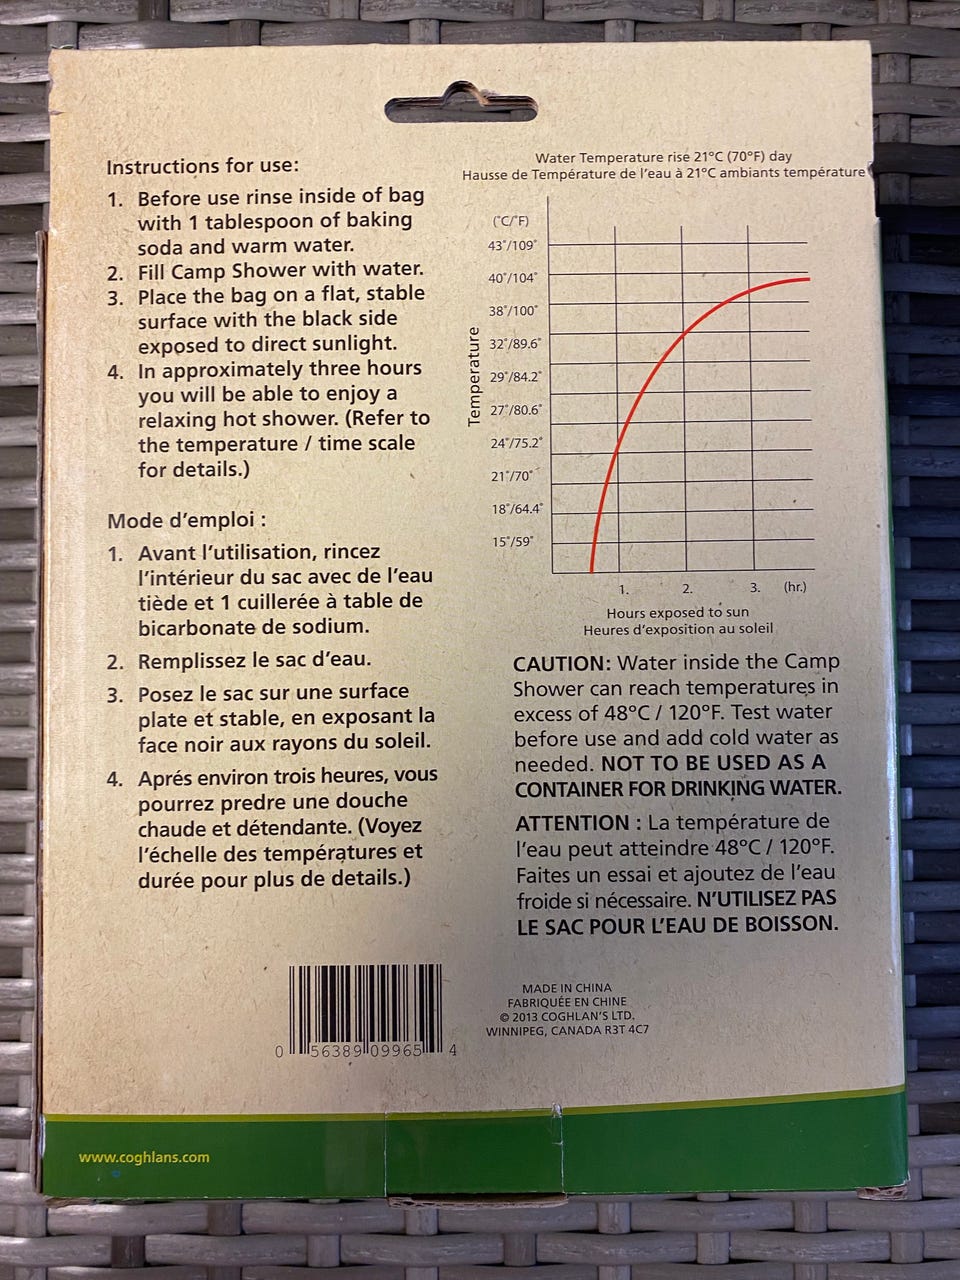 Instructions for use:
1. Before use rinse inside of bag
with 1 tablespoon of baking
soda and warm water.
2. Fill Camp Shower with water.
3. Place the bag on a flat, stable
surface with the black side
exposed to direct sunlight.
4. In approximately three hours
you will be able to enjoy a
relaxing hot shower. (Refer to
the temperature / time scale
for details.)
Mode d'emploi :
1. Avant l'utilisation, rincez
l'intérieur du sac avec de l'eau
tiède et 1 cuillerée à table de
bicarbonate de sodium.
2. Remplissez le sac d'eau.
3. Posez le sac sur une surface
plate et stable, en exposant la
face noir aux rayons du soleil.
4. Aprés environ trois heures, vous
pourrez predre une douche
chaude et détendante. (Voyez
l'échelle des températures et
durée pour plus de details.)
Water Temperature rise 21°C (70°F) day
Hausse de Température de l'eau à 21°C ambiants température
(°C/°F)
43°/109°
40°/104°
38°/100°
32°/89.6°
29°/84.2°
27°/80.6°
24°/75.2°
21°/70°
18°/64.4°
15°/59°
Temperature
1. 2. 3. (hr.)
Hours exposed to sun
Heures d'exposition au soleil
CAUTION: Water inside the Camp
Shower can reach temperatures in
excess of 48°C / 120°F. Test water
before use and add cold water as
needed. NOT TO BE USED AS A
CONTAINER FOR DRINKING WATER.
ATTENTION : La température de
l'eau peut atteindre 48°C / 120°F.
Faites un essai et ajoutez de l'eau
froide si nécessaire. N'UTILISEZ PAS
LE SAC POUR L'EAU DE BOISSON.
MADE IN CHINA
FABRIQUÉE EN CHINE
© 2013 COGHLAN'S LTD.
WINNIPEG, CANADA R3T 4C7
0 56389 09965 4
www.coghlans.com